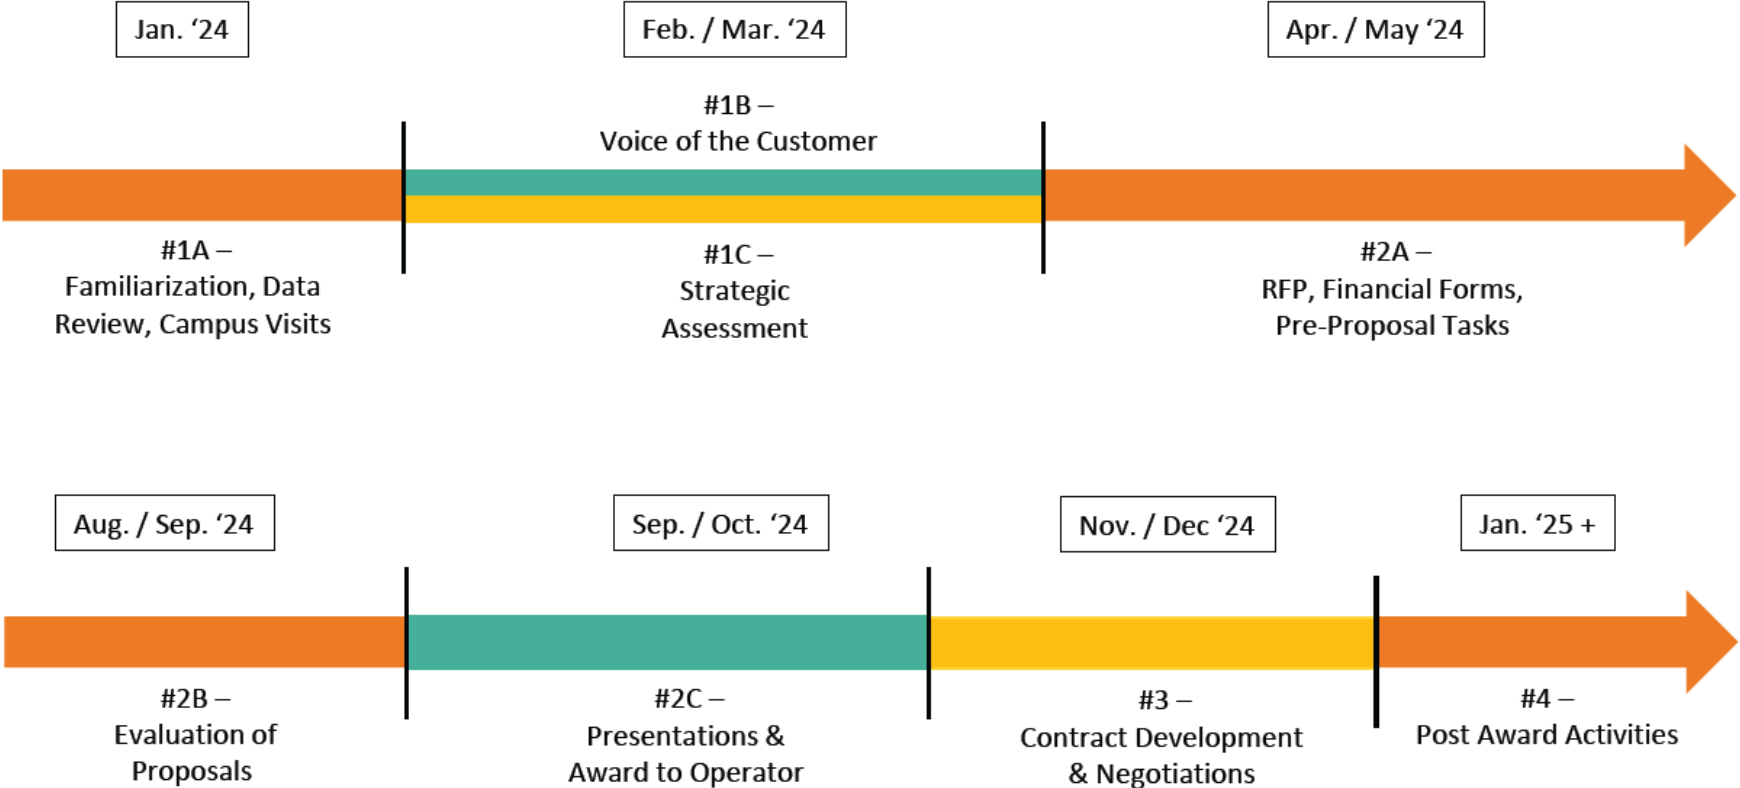 Jan. ‘24
Feb. / Mar. ‘24
Apr. / May ‘24
#1B –
Voice of the Customer
#1A –
Familiarization, Data
Review, Campus Visits
#1C –
Strategic
Assessment
#2A –
RFP, Financial Forms,
Pre-Proposal Tasks
Aug. / Sep. ‘24
Sep. / Oct. ‘24
Nov. / Dec ‘24
Jan. ‘25 +
#2B –
Evaluation of
Proposals
#2C –
Presentations &
Award to Operator
#3 –
Contract Development
& Negotiations
#4 –
Post Award Activities